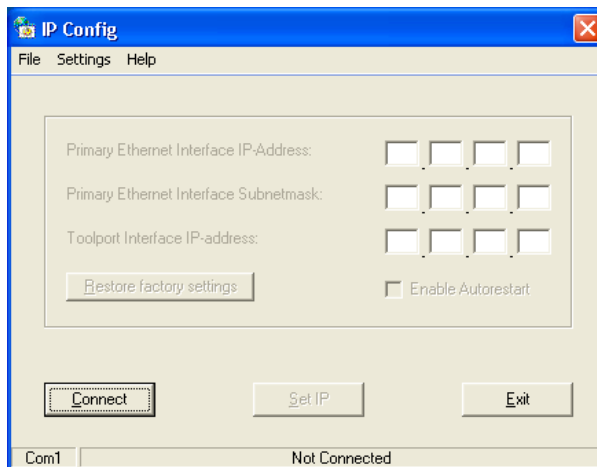 IP Config
File Settings Help
Primary Ethernet Interface IP-Address:
Primary Ethernet Interface Subnetmask:
Toolport Interface IP-address:
Restore factory settings Enable Autorestart
Connect Set IP Exit
Com1 Not Connected